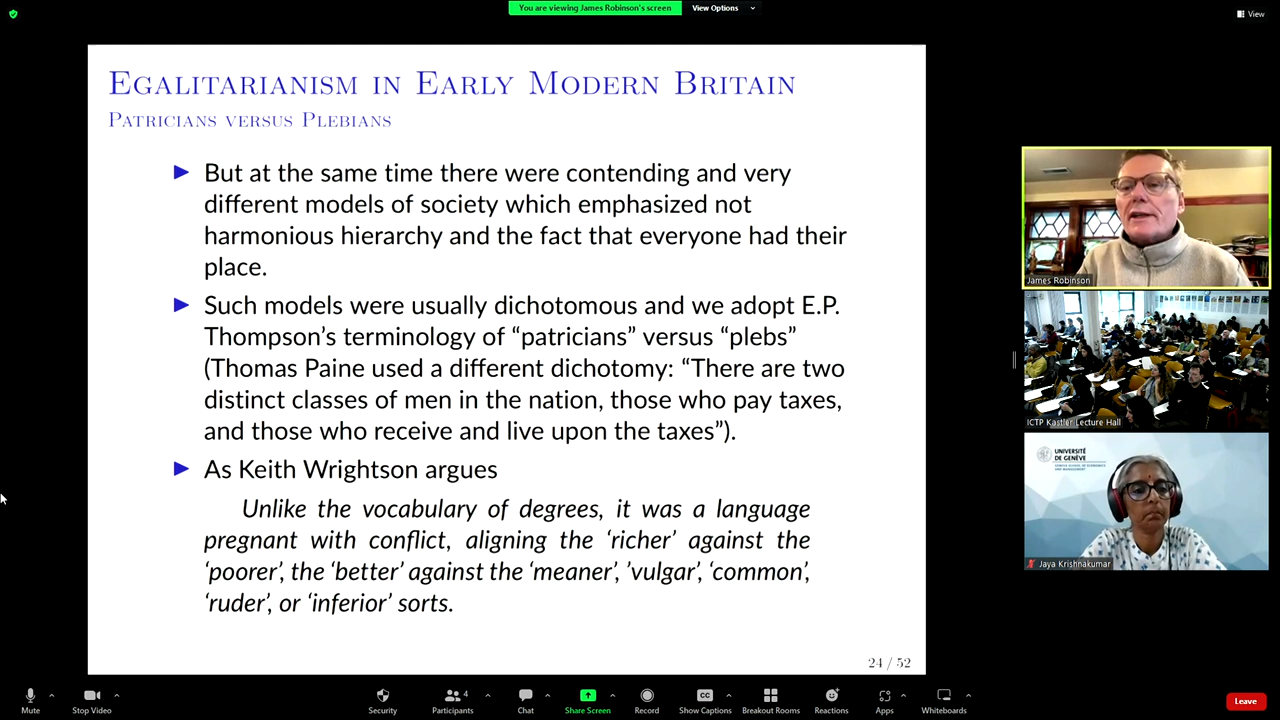 You are viewing James Robinson's screen
View Options
View
EGALITARIANISM IN EARLY MODERN BRITAIN
PATRICIANS VERSUS PLEBIANS
But at the same time there were contending and very
different models of society which emphasized not
harmonious hierarchy and the fact that everyone had their
place.
Such models were usually dichotomous and we adopt E.P.
Thompson's terminology of “patricians” versus “plebs”
(Thomas Paine used a different dichotomy: “There are two
distinct classes of men in the nation, those who pay taxes,
and those who receive and live upon the taxes”).
As Keith Wrightson argues
Unlike the vocabulary of degrees, it was a language
pregnant with conflict, aligning the ‘richer’ against the
‘poorer’, the ‘better’ against the ‘meaner’, ’vulgar’, ‘common’,
‘ruder’, or ‘inferior’ sorts.
24 / 52
James Robinson
ICTP Kastler Lecture Hall
UNIVERSITÉ
DE GENÈVE
Jaya Krishnakumar
Mute
Stop Video
Security
Participants
4
Chat
Share Screen
Record
CC
Show Captions
Breakout Rooms
Reactions
Apps
Whiteboards
Leave